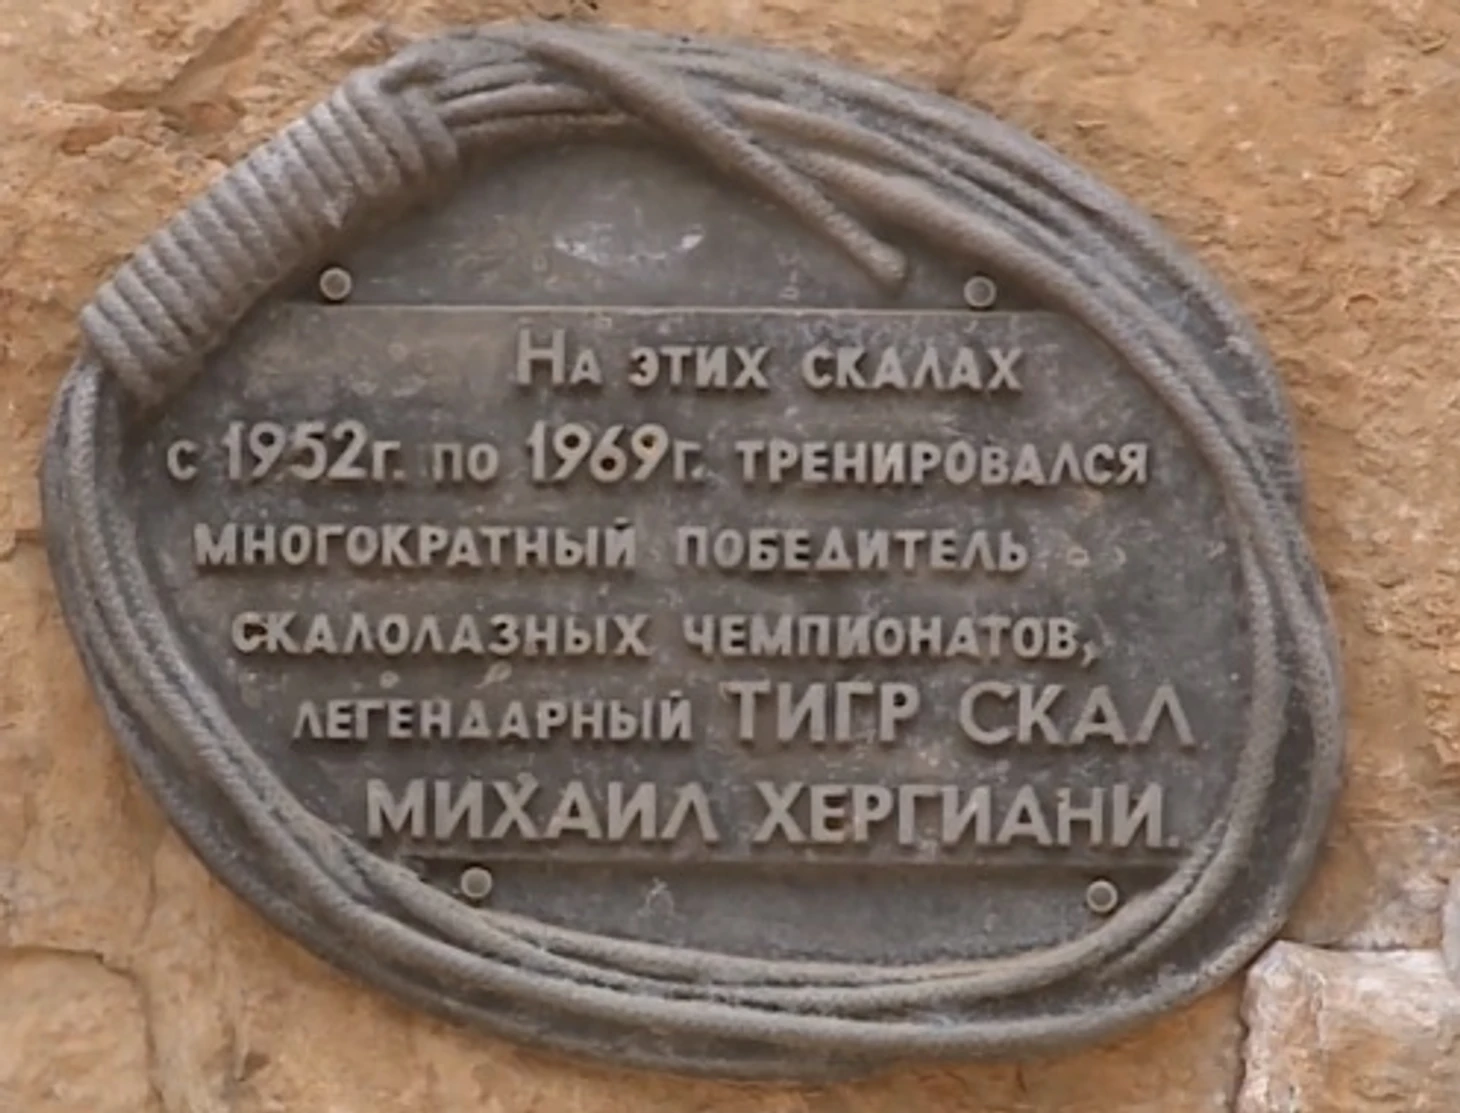 На этих скалах
с 1952г. по 1969г. тренировался
многократный победитель
скалолазных чемпионатов,
легендарный ТИГР СКАЛ
МИХАИЛ ХЕРГИАНИ.